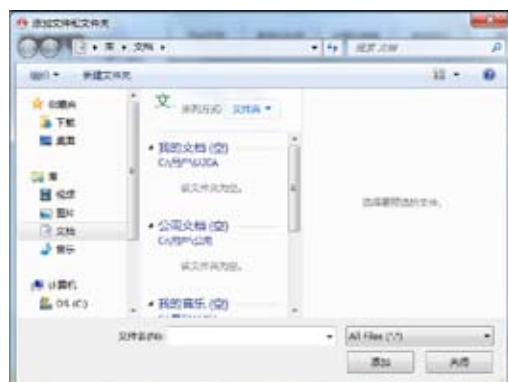 添加文件和文件夹
库 ▸ 文档 ▸
搜索 文档
组织 ▾ 新建文件夹
收藏夹
下载
桌面
库
视频
图片
文档
音乐
计算机
OS (C:)
文
排列方式: 文件夹 ▾
我的文档 (空)
该文件夹为空。
公用文档 (空)
该文件夹为空。
我的音乐 (空)
选择要预览的文件。
文件名(N):
All Files (*.*)
添加
关闭